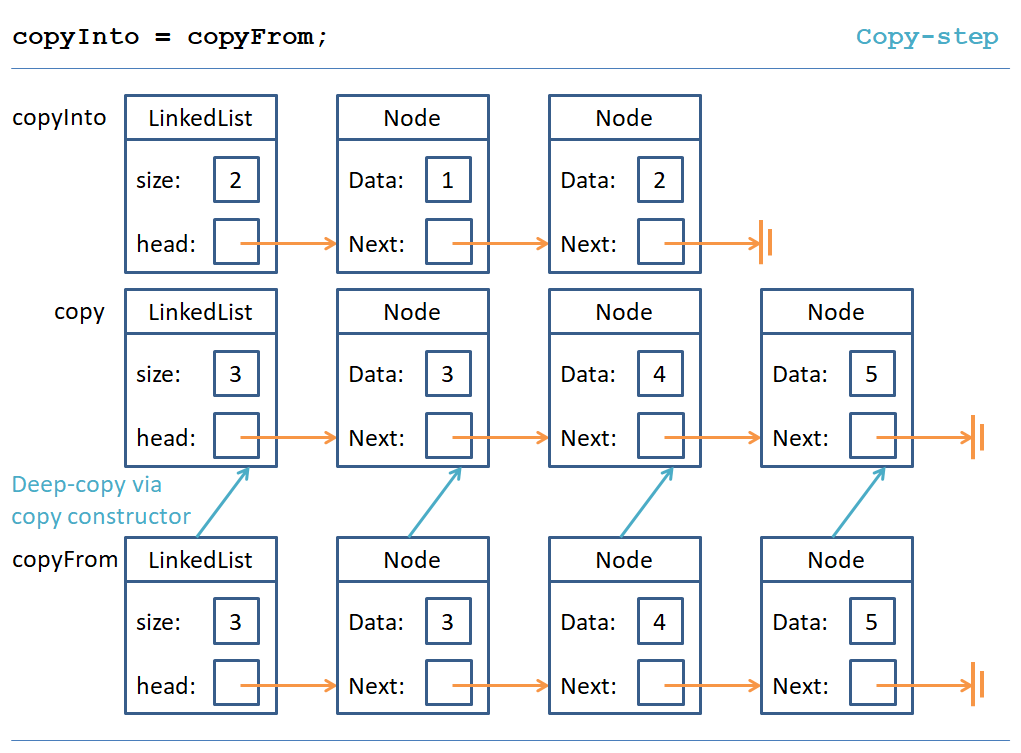 copyInto = copyFrom; Copy-step
copyInto LinkedList Node Node
size: 2 Data: 1 Data: 2
head: Next: Next:
copy LinkedList Node Node Node
size: 3 Data: 3 Data: 4 Data: 5
head: Next: Next: Next:
Deep-copy via
copy constructor
copyFrom LinkedList Node Node Node
size: 3 Data: 3 Data: 4 Data: 5
head: Next: Next: Next: